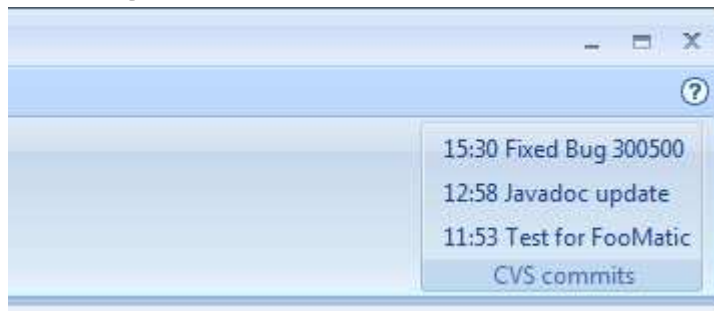 15:30 Fixed Bug 300500
12:58 Javadoc update
11:53 Test for FooMatic
CVS commits